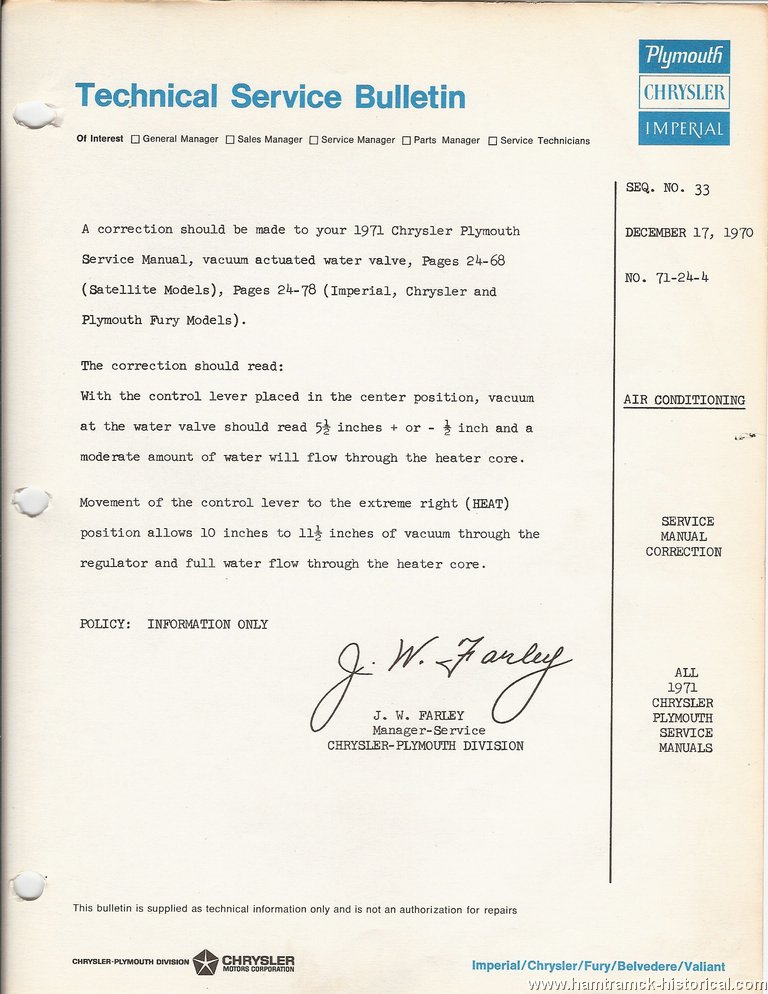 Plymouth
CHRYSLER
IMPERIAL
Technical Service Bulletin
Of Interest □ General Manager □ Sales Manager □ Service Manager □ Parts Manager □ Service Technicians
SEQ. NO. 33
DECEMBER 17, 1970
NO. 71-24-4
AIR CONDITIONING
SERVICE
MANUAL
CORRECTION
ALL
1971
CHRYSLER
PLYMOUTH
SERVICE
MANUALS
A correction should be made to your 1971 Chrysler Plymouth
Service Manual, vacuum actuated water valve, Pages 24-68
(Satellite Models), Pages 24-78 (Imperial, Chrysler and
Plymouth Fury Models).
The correction should read:
With the control lever placed in the center position, vacuum
at the water valve should read 5½ inches + or - ½ inch and a
moderate amount of water will flow through the heater core.
Movement of the control lever to the extreme right (HEAT)
position allows 10 inches to 11½ inches of vacuum through the
regulator and full water flow through the heater core.
POLICY: INFORMATION ONLY
J. W. Farley
J. W. FARLEY
Manager-Service
CHRYSLER-PLYMOUTH DIVISION
This bulletin is supplied as technical information only and is not an authorization for repairs
CHRYSLER-PLYMOUTH DIVISION CHRYSLER
MOTORS CORPORATION
Imperial/Chrysler/Fury/Belvedere/Valiant
www.hamtramck-historical.com